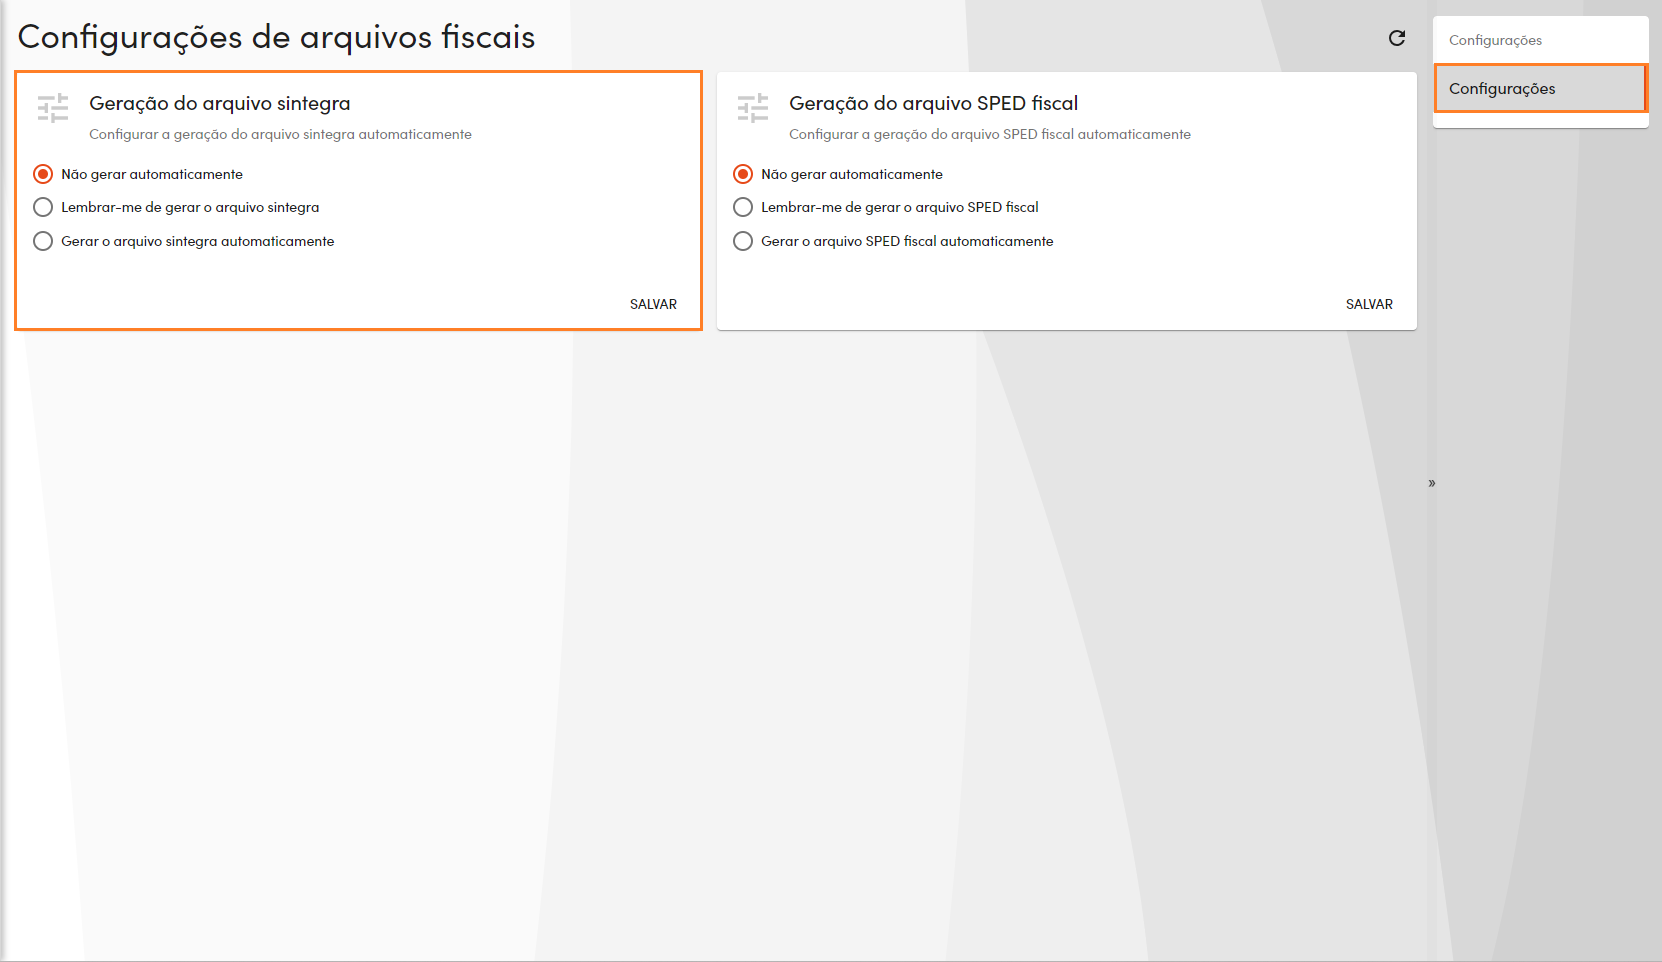 Configurações de arquivos fiscais
Geração do arquivo sintegra
Configurar a geração do arquivo sintegra automaticamente
Não gerar automaticamente
Lembrar-me de gerar o arquivo sintegra
Gerar o arquivo sintegra automaticamente
SALVAR
Geração do arquivo SPED fiscal
Configurar a geração do arquivo SPED fiscal automaticamente
Não gerar automaticamente
Lembrar-me de gerar o arquivo SPED fiscal
Gerar o arquivo SPED fiscal automaticamente
SALVAR
Configurações
Configurações
»